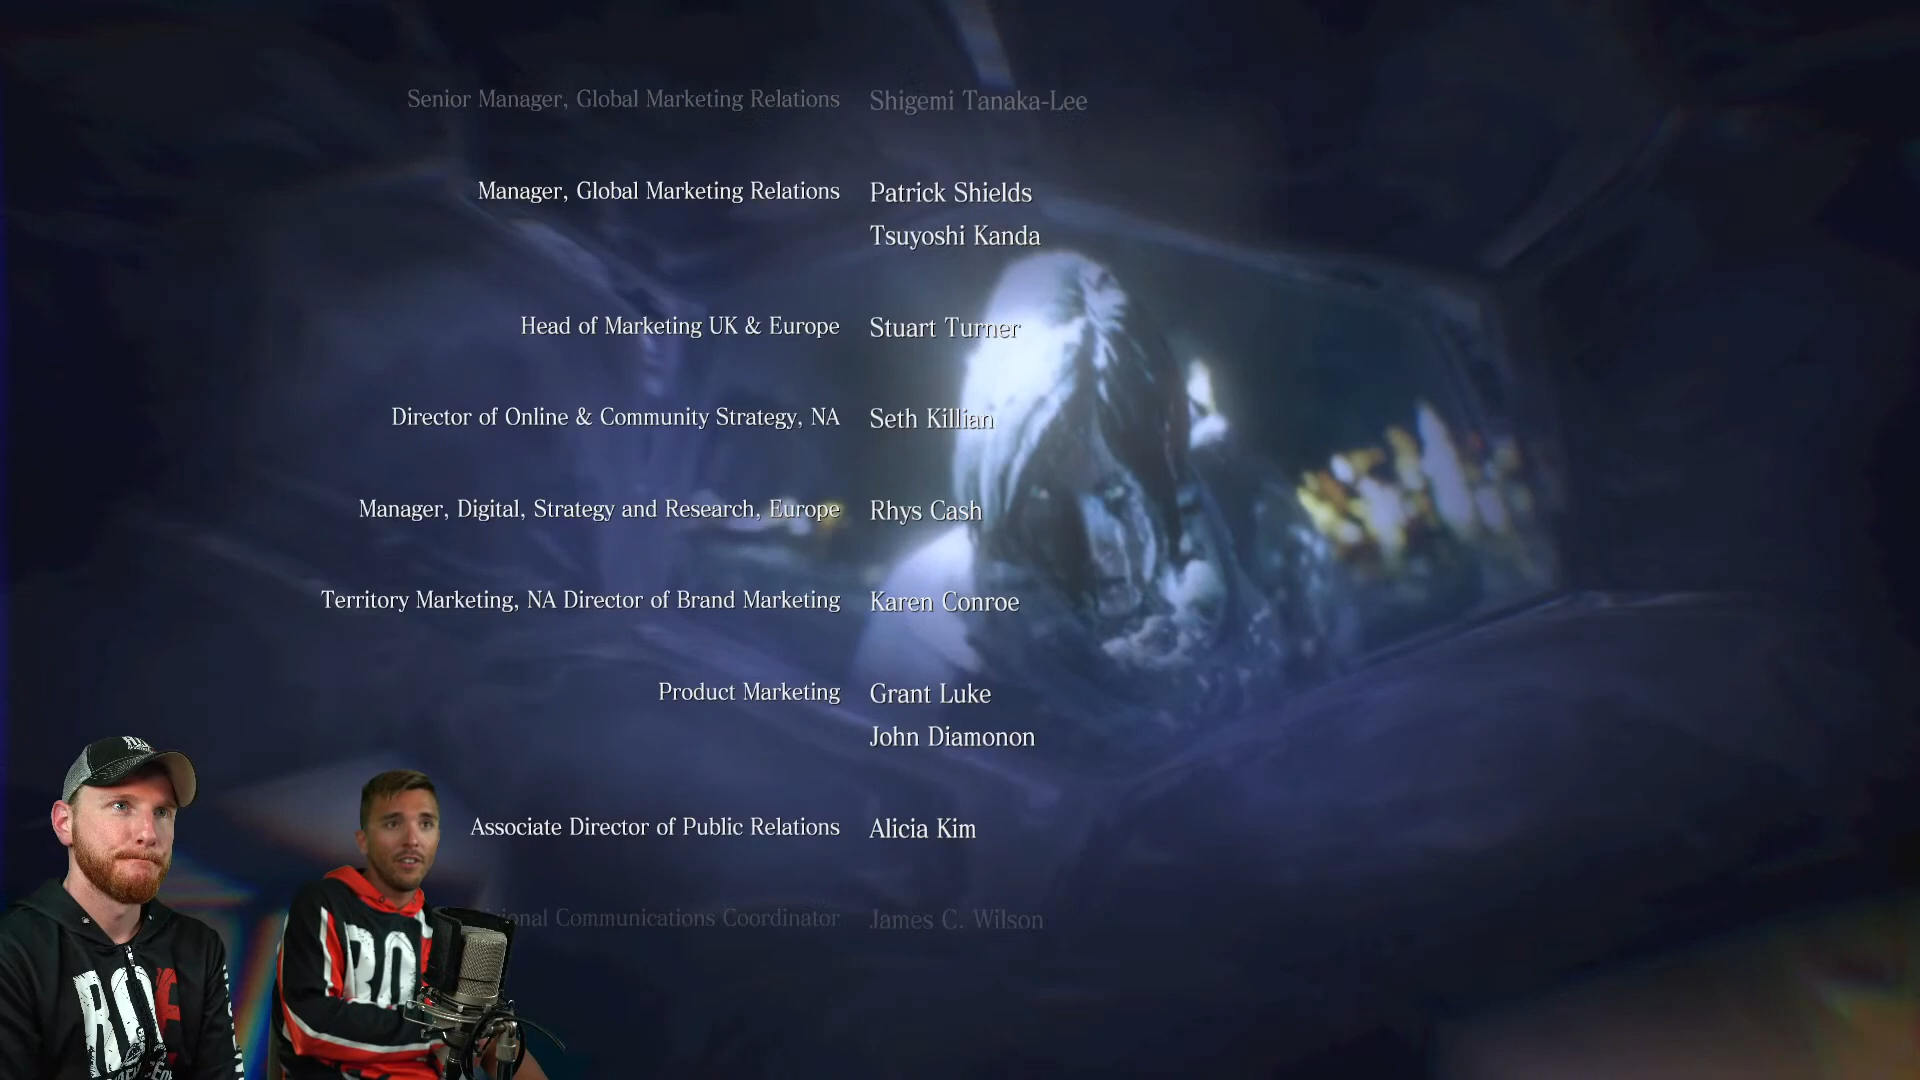 Senior Manager, Global Marketing Relations Shigemi Tanaka-Lee
Manager, Global Marketing Relations Patrick Shields
Tsuyoshi Kanda
Head of Marketing UK & Europe Stuart Turner
Director of Online & Community Strategy, NA Seth Killian
Manager, Digital, Strategy and Research, Europe Rhys Cash
Territory Marketing, NA Director of Brand Marketing Karen Conroe
Product Marketing Grant Luke
John Diamonon
Associate Director of Public Relations Alicia Kim
Communications Coordinator James C. Wilson